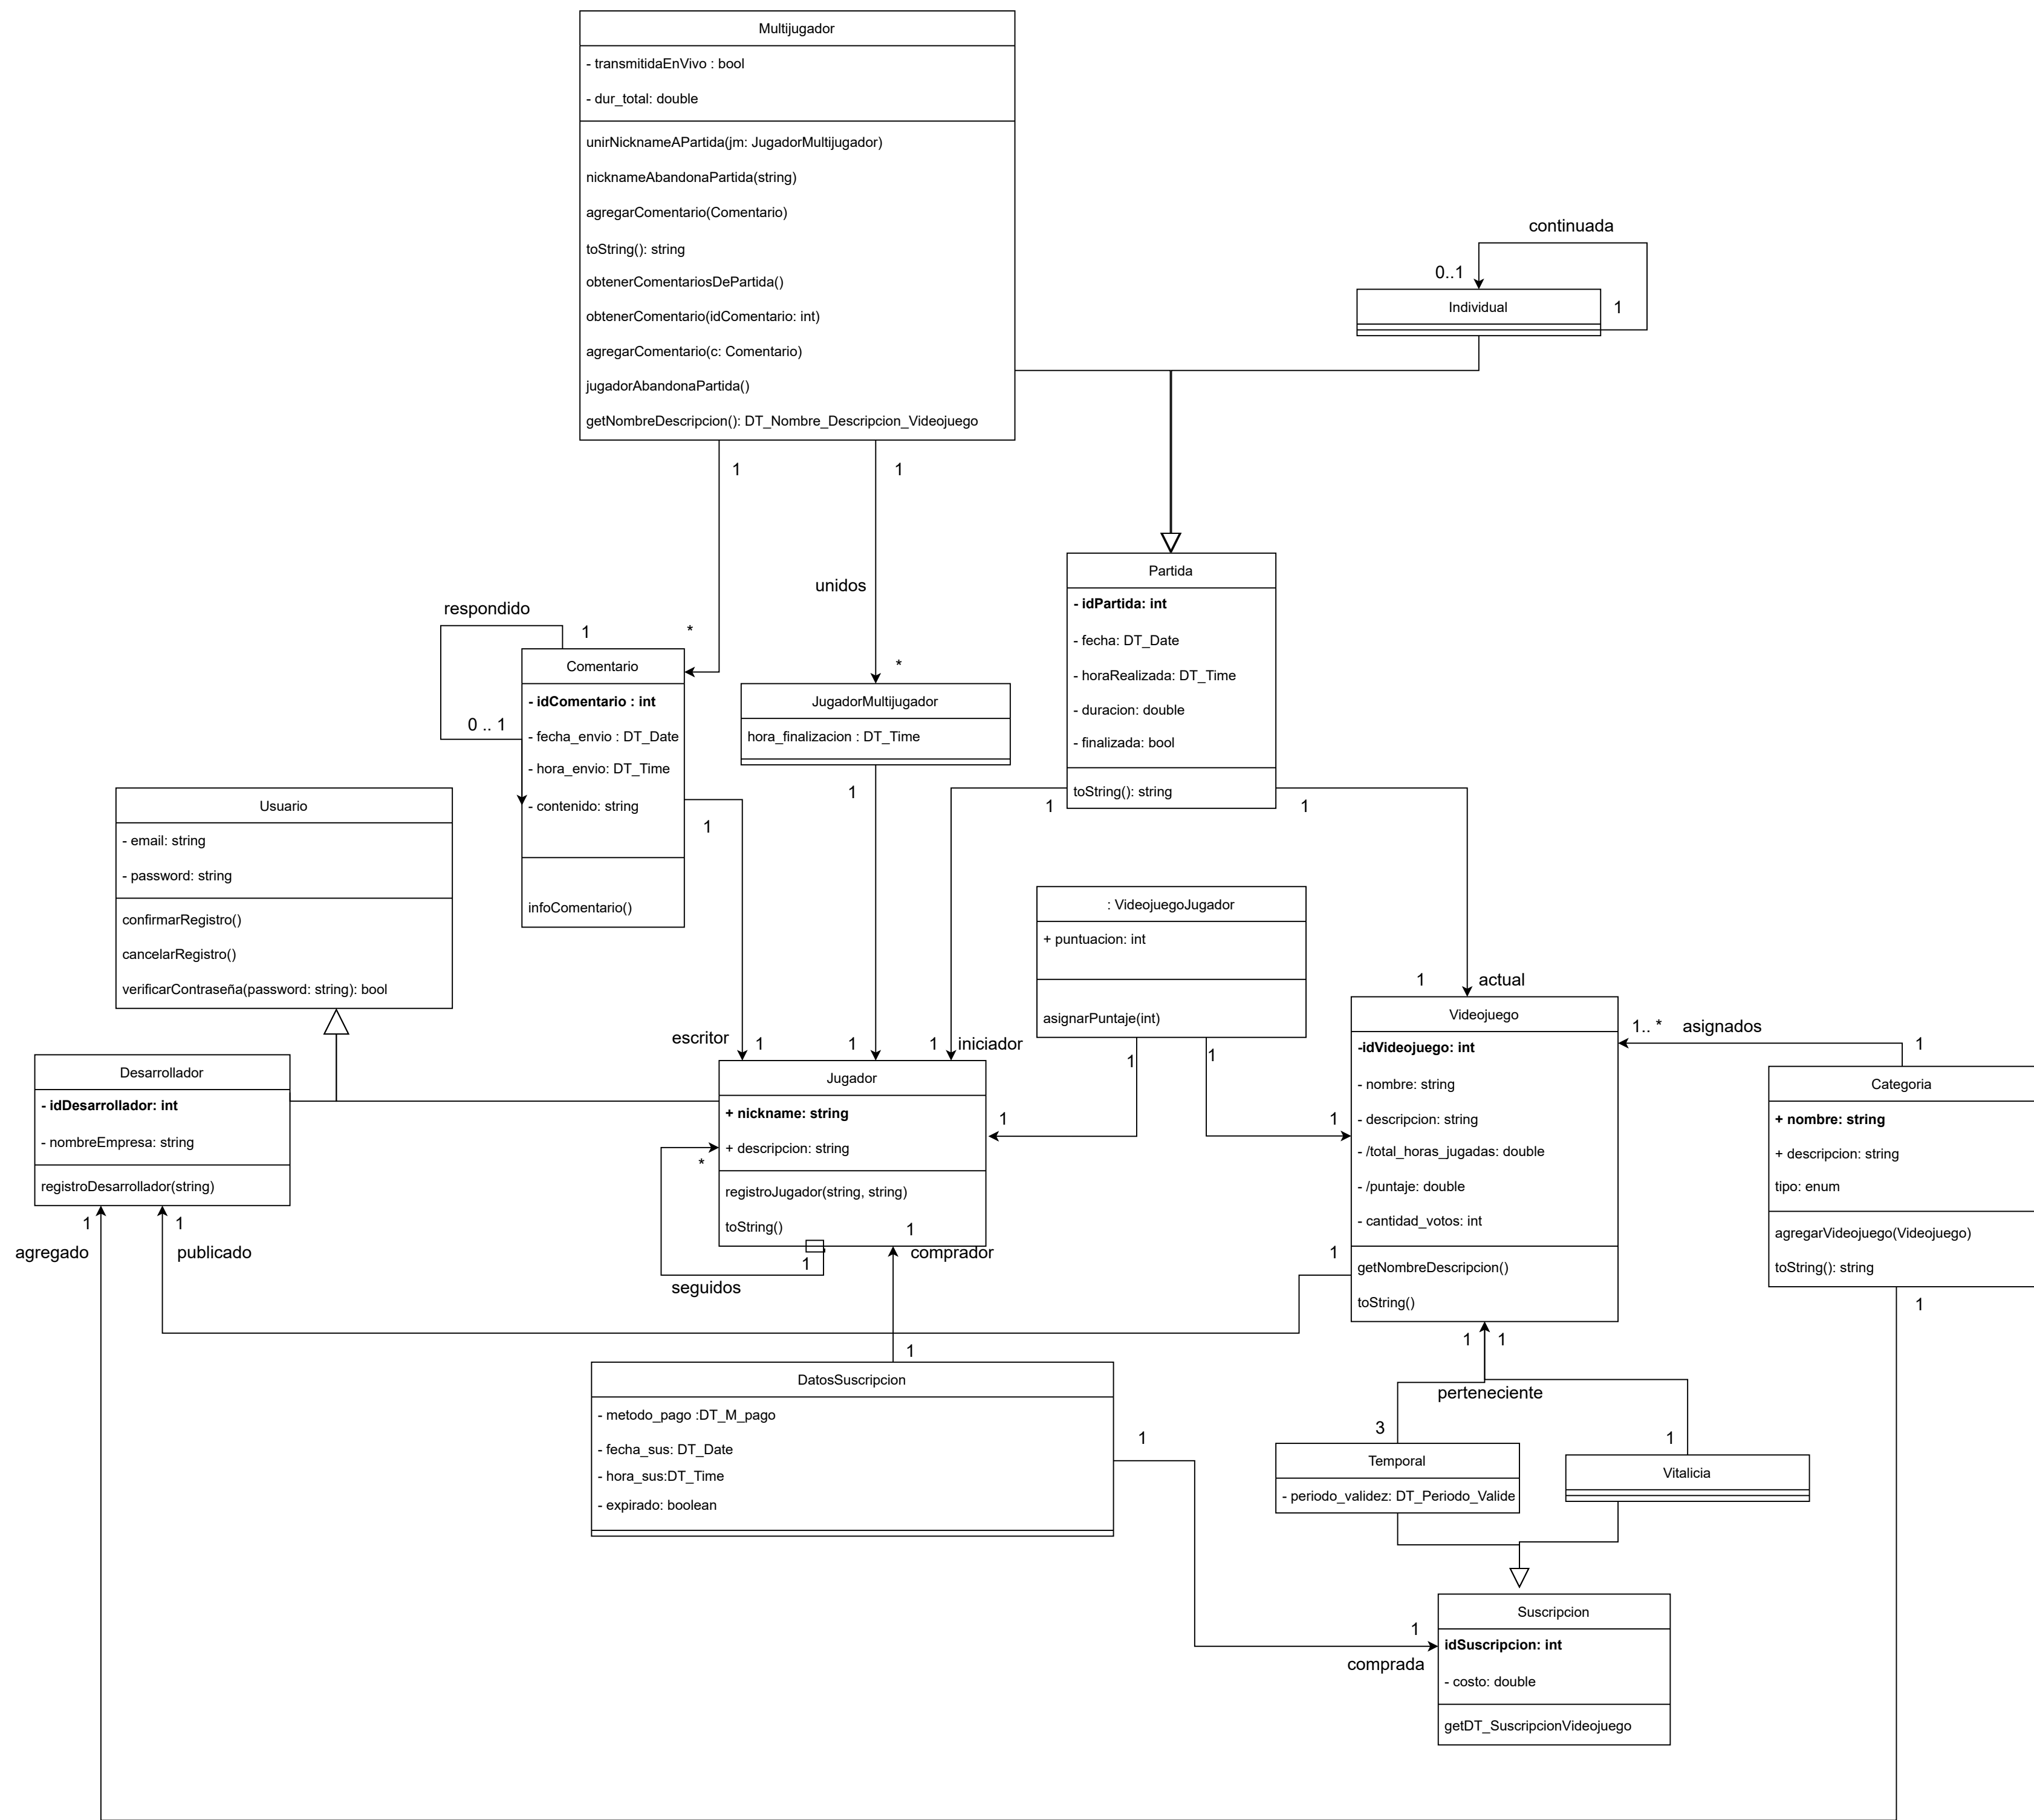 Multijugador
- transmitidaEnVivo : bool
- dur_total: double
unirNicknameAPartida(jm: JugadorMultijugador)
nicknameAbandonaPartida(string)
agregarComentario(Comentario)
toString(): string
obtenerComentariosDePartida()
obtenerComentario(idComentario: int)
agregarComentario(c: Comentario)
jugadorAbandonaPartida()
getNombreDescripcion(): DT_Nombre_Descripcion_Videojuego
continuada
0..1
Individual
1
1
1
unidos
respondido
1
*
*
0 .. 1
Comentario
- idComentario : int
- fecha_envio : DT_Date
- hora_envio: DT_Time
- contenido: string
infoComentario()
1
JugadorMultijugador
hora_finalizacion : DT_Time
1
Partida
- idPartida: int
- fecha: DT_Date
- horaRealizada: DT_Time
- duracion: double
- finalizada: bool
toString(): string
1
1
Usuario
- email: string
- password: string
confirmarRegistro()
cancelarRegistro()
verificarContraseña(password: string): bool
: VideojuegoJugador
+ puntuacion: int
asignarPuntaje(int)
1
1
1
actual
escritor
1
1
1
iniciador
Desarrollador
- idDesarrollador: int
- nombreEmpresa: string
registroDesarrollador(string)
1
agregado
1
publicado
Jugador
+ nickname: string
+ descripcion: string
registroJugador(string, string)
toString()
1
*
1
seguidos
1
comprador
Videojuego
-idVideojuego: int
- nombre: string
- descripcion: string
- /total_horas_jugadas: double
- /puntaje: double
- cantidad_votos: int
getNombreDescripcion()
toString()
1
1
1.. *
asignados
1
Categoria
+ nombre: string
+ descripcion: string
tipo: enum
agregarVideojuego(Videojuego)
toString(): string
1
1
1
perteneciente
3
1
1
DatosSuscripcion
- metodo_pago :DT_M_pago
- fecha_sus: DT_Date
- hora_sus:DT_Time
- expirado: boolean
1
Temporal
- periodo_validez: DT_Periodo_Valide
Vitalicia
1
comprada
Suscripcion
idSuscripcion: int
- costo: double
getDT_SuscripcionVideojuego